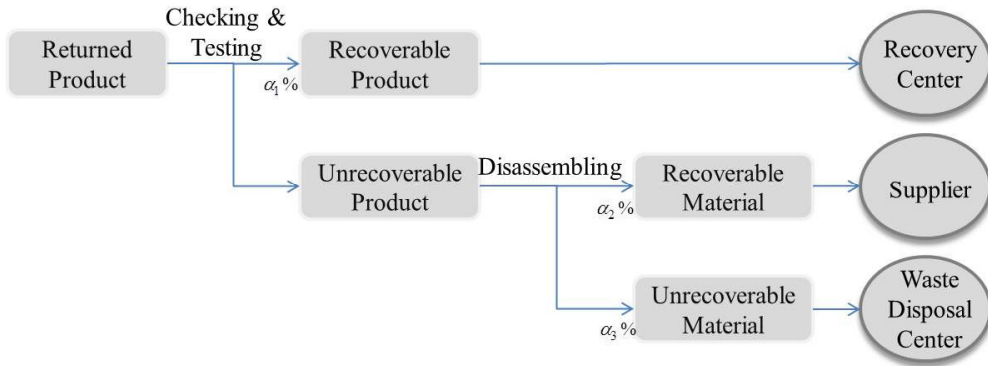 Checking &
Testing
Returned
Product
α₁%
Recoverable
Product
Recovery
Center
Unrecoverable
Product
Disassembling
α₂%
Recoverable
Material
Supplier
α₃%
Unrecoverable
Material
Waste
Disposal
Center